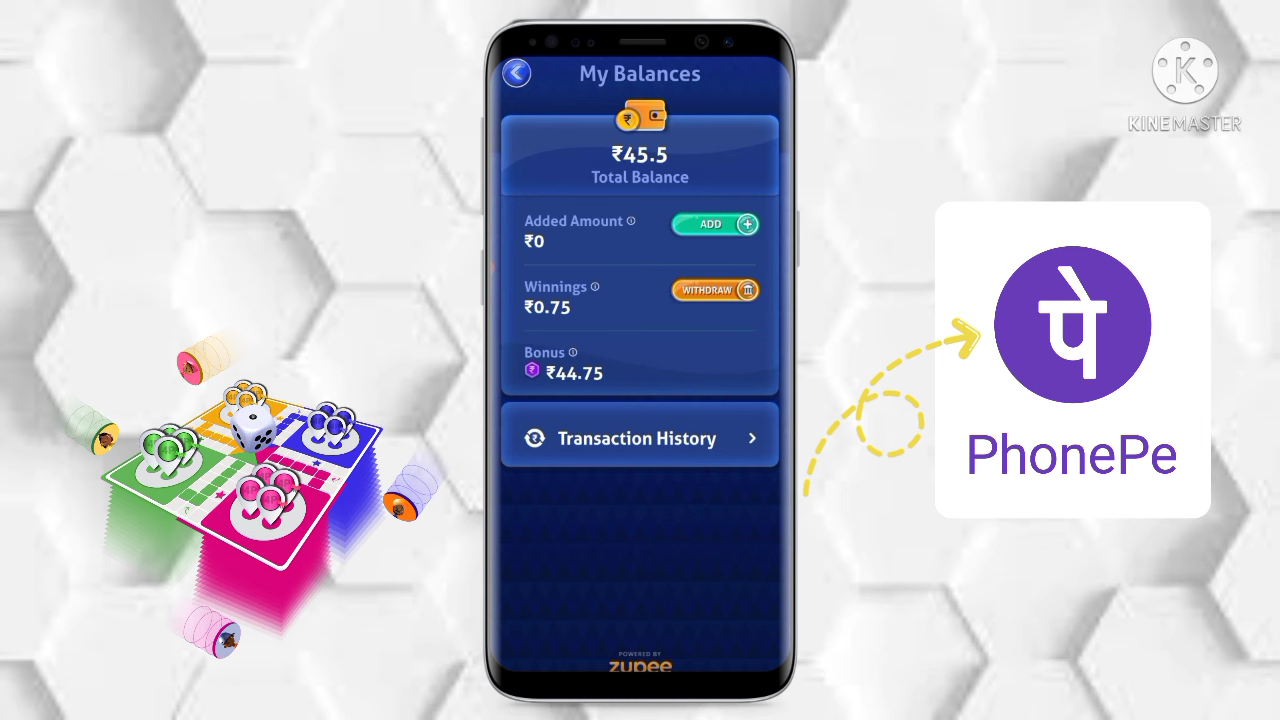 My Balances
₹45.5
Total Balance
Added Amount
ADD
₹0
Winnings
WITHDRAW
₹0.75
Bonus
₹44.75
Transaction History
POWERED BY
zupee
KINEMASTER
K
पे
PhonePe